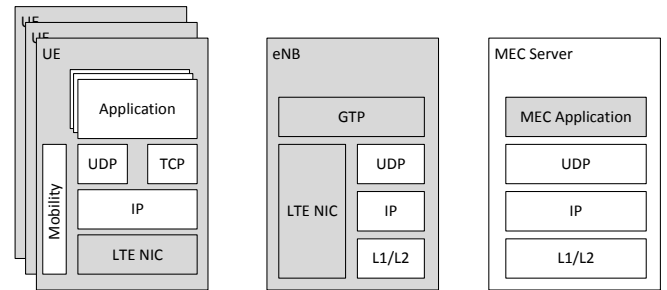 UE
UE
UE
Application
UDP
TCP
Mobility
IP
LTE NIC
eNB
GTP
LTE NIC
UDP
IP
L1/L2
MEC Server
MEC Application
UDP
IP
L1/L2